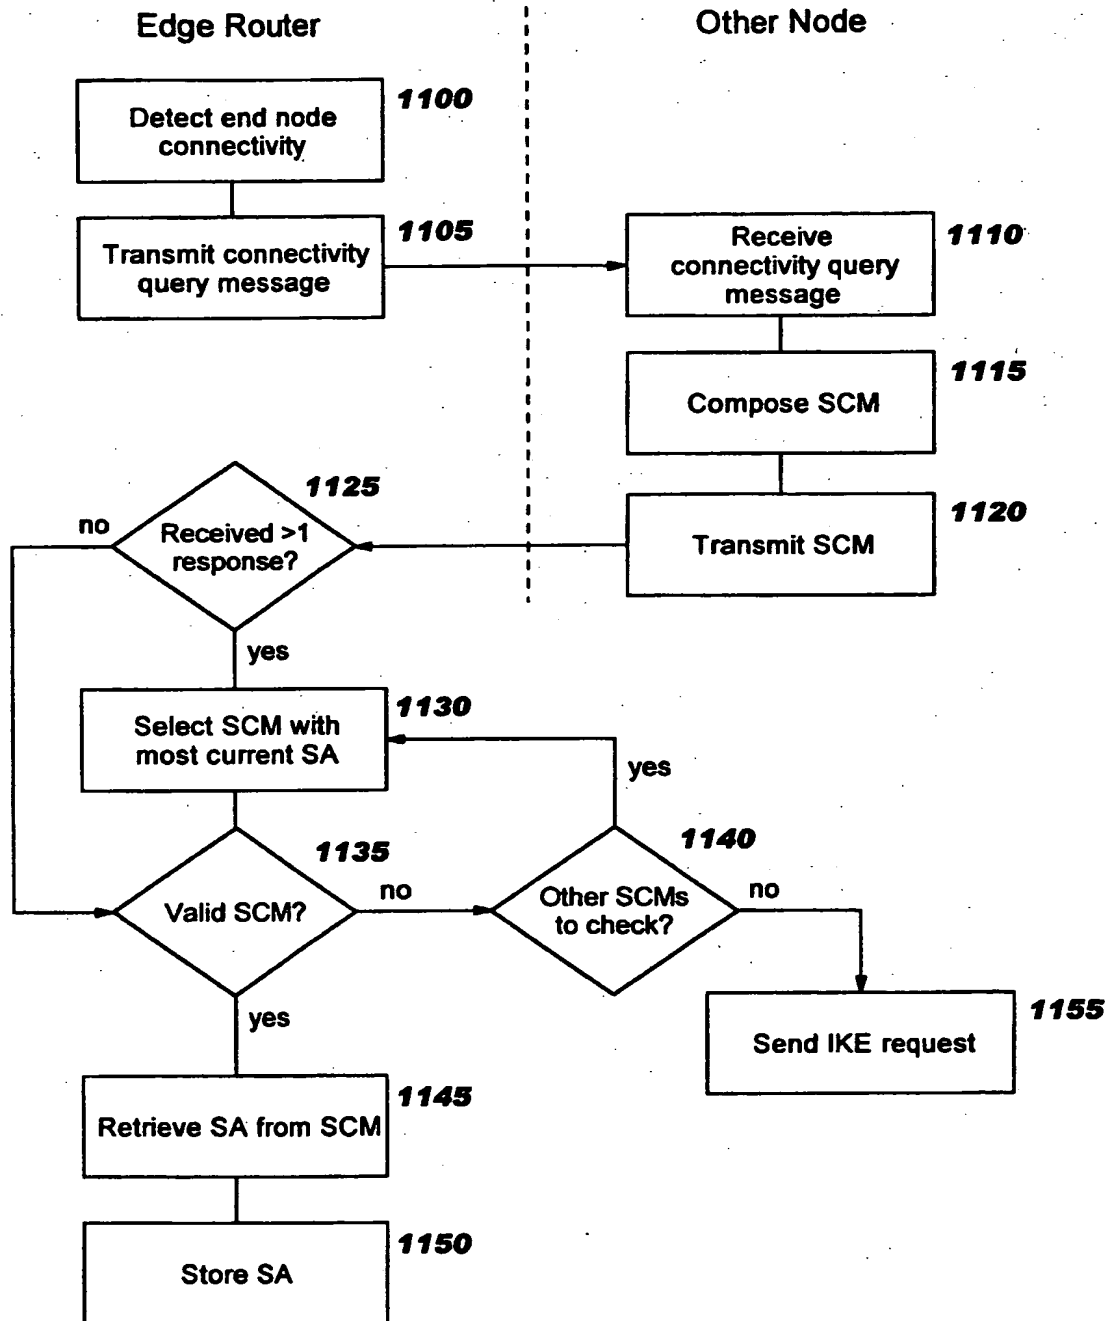 Edge Router
Other Node
Detect end node
connectivity
1100
Transmit connectivity
query message
1105
Receive
connectivity query
message
1110
Compose SCM
1115
Transmit SCM
1120
Received >1
response?
1125
no
yes
Select SCM with
most current SA
1130
yes
Valid SCM?
1135
no
Other SCMs
to check?
1140
no
yes
Send IKE request
1155
Retrieve SA from SCM
1145
Store SA
1150